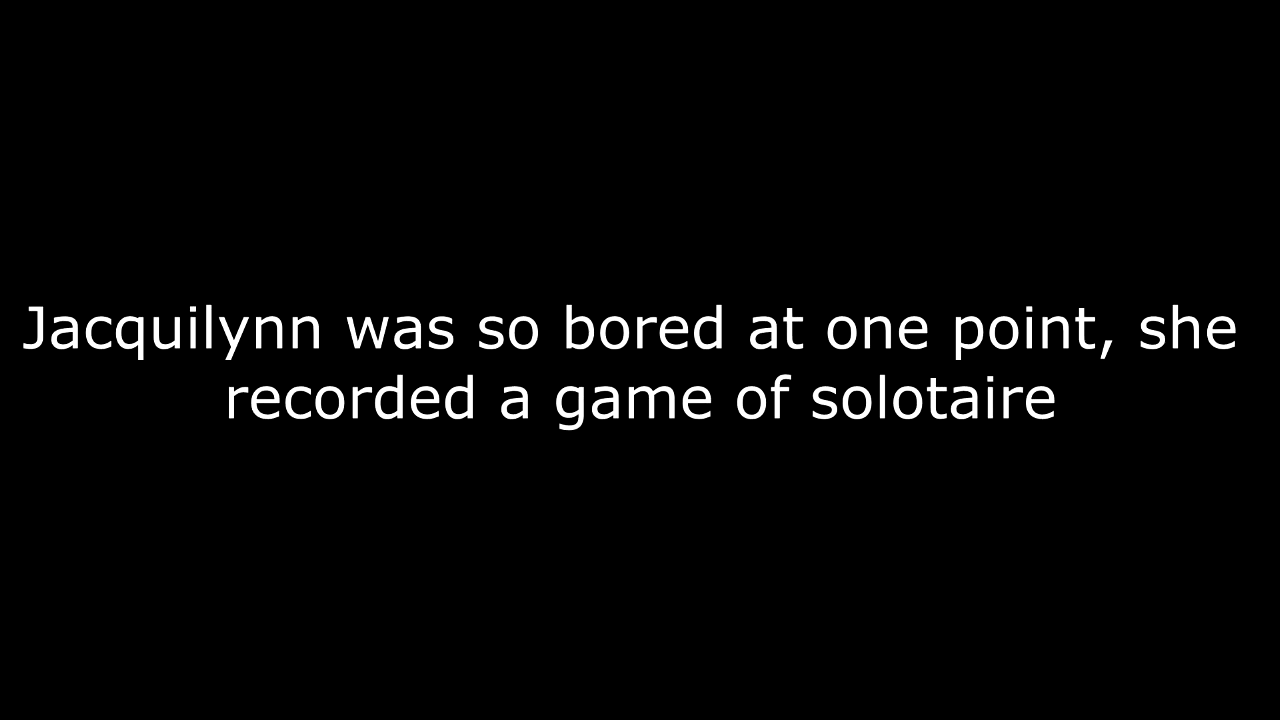 Jacquilynn was so bored at one point, she
recorded a game of solotaire